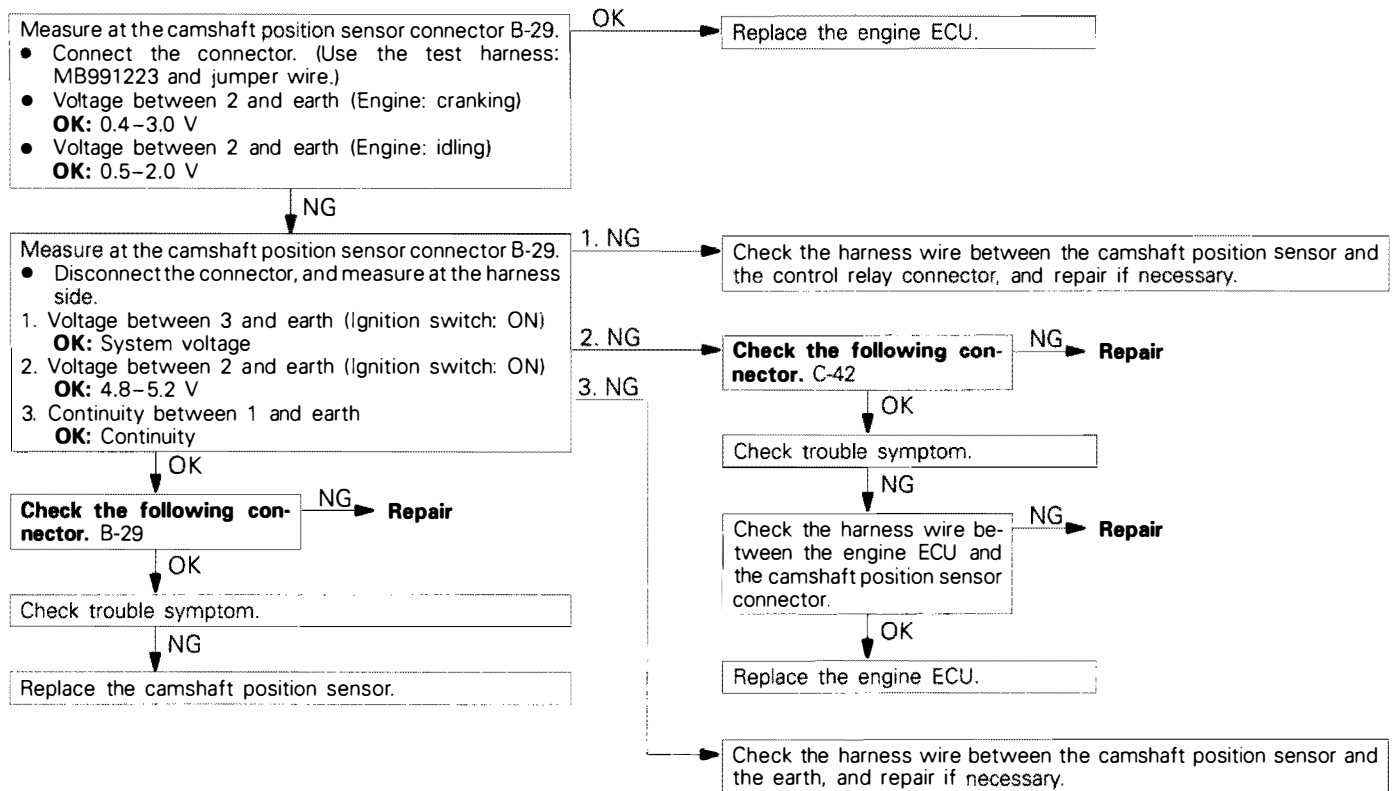 Measure at the camshaft position sensor connector B-29.
● Connect the connector. (Use the test harness:
MB991223 and jumper wire.)
● Voltage between 2 and earth (Engine: cranking)
OK: 0.4–3.0 V
● Voltage between 2 and earth (Engine: idling)
OK: 0.5–2.0 V
OK
Replace the engine ECU.
NG
Measure at the camshaft position sensor connector B-29.
● Disconnect the connector, and measure at the harness
side.
1. Voltage between 3 and earth (Ignition switch: ON)
OK: System voltage
2. Voltage between 2 and earth (Ignition switch: ON)
OK: 4.8–5.2 V
3. Continuity between 1 and earth
OK: Continuity
1. NG
Check the harness wire between the camshaft position sensor and
the control relay connector, and repair if necessary.
2. NG
Check the following con-
nector. C-42
NG
Repair
OK
Check trouble symptom.
NG
Check the harness wire be-
tween the engine ECU and
the camshaft position sensor
connector.
NG
Repair
OK
Replace the engine ECU.
3. NG
Check the harness wire between the camshaft position sensor and
the earth, and repair if necessary.
OK
Check the following con-
nector. B-29
NG
Repair
OK
Check trouble symptom.
NG
Replace the camshaft position sensor.